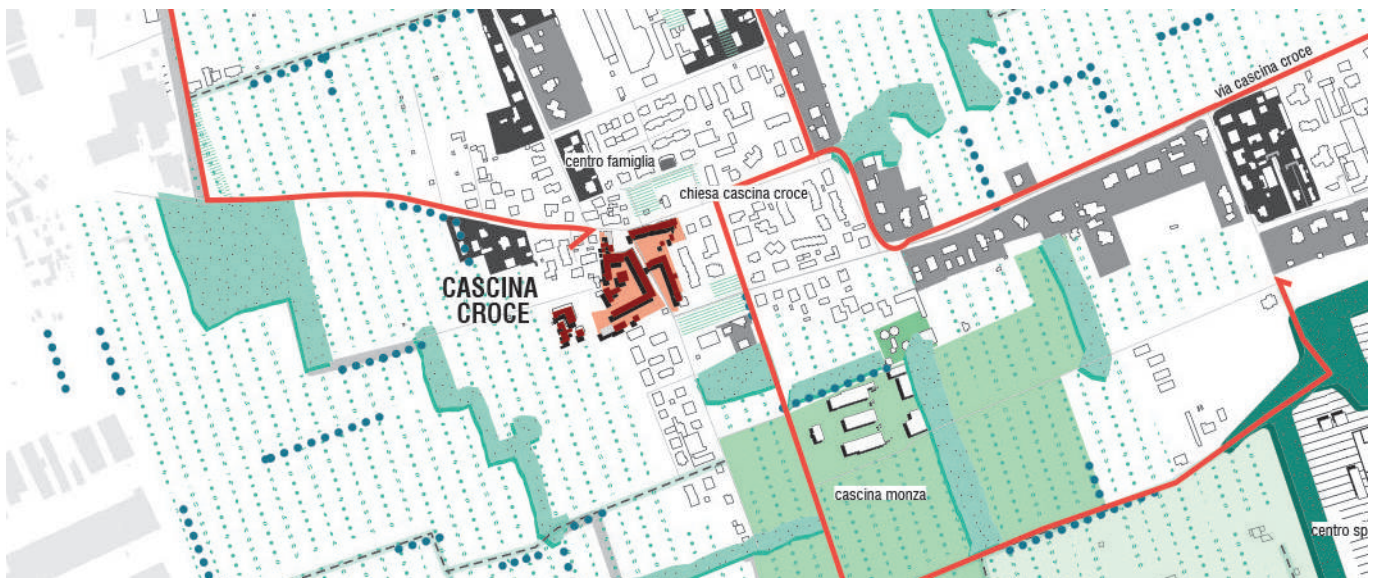 via cascina croce
centro famiglia
chiesa cascina croce
CASCINA
CROCE
cascina monza
centro sp